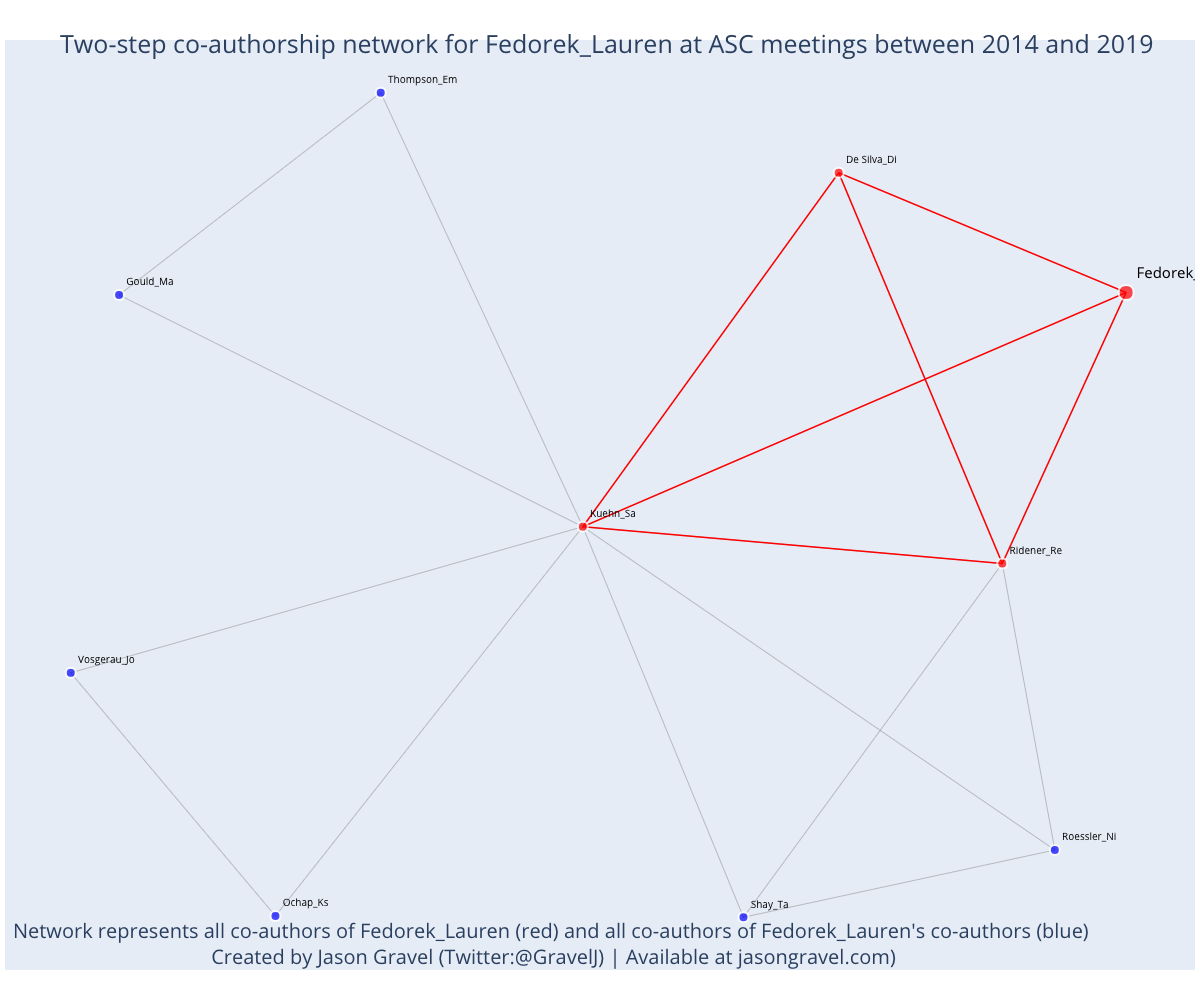 Two-step co-authorship network for Fedorek_Lauren at ASC meetings between 2014 and 2019
Thompson_Em
De Silva_Di
Fedorek_
Gould_Ma
Kuehn_Sa
Ridener_Re
Vosgerau_Jo
Roessler_Ni
Ochap_Ks
Shay_Ta
Network represents all co-authors of Fedorek_Lauren (red) and all co-authors of Fedorek_Lauren's co-authors (blue)
Created by Jason Gravel (Twitter:@GravelJ) | Available at jasongravel.com)